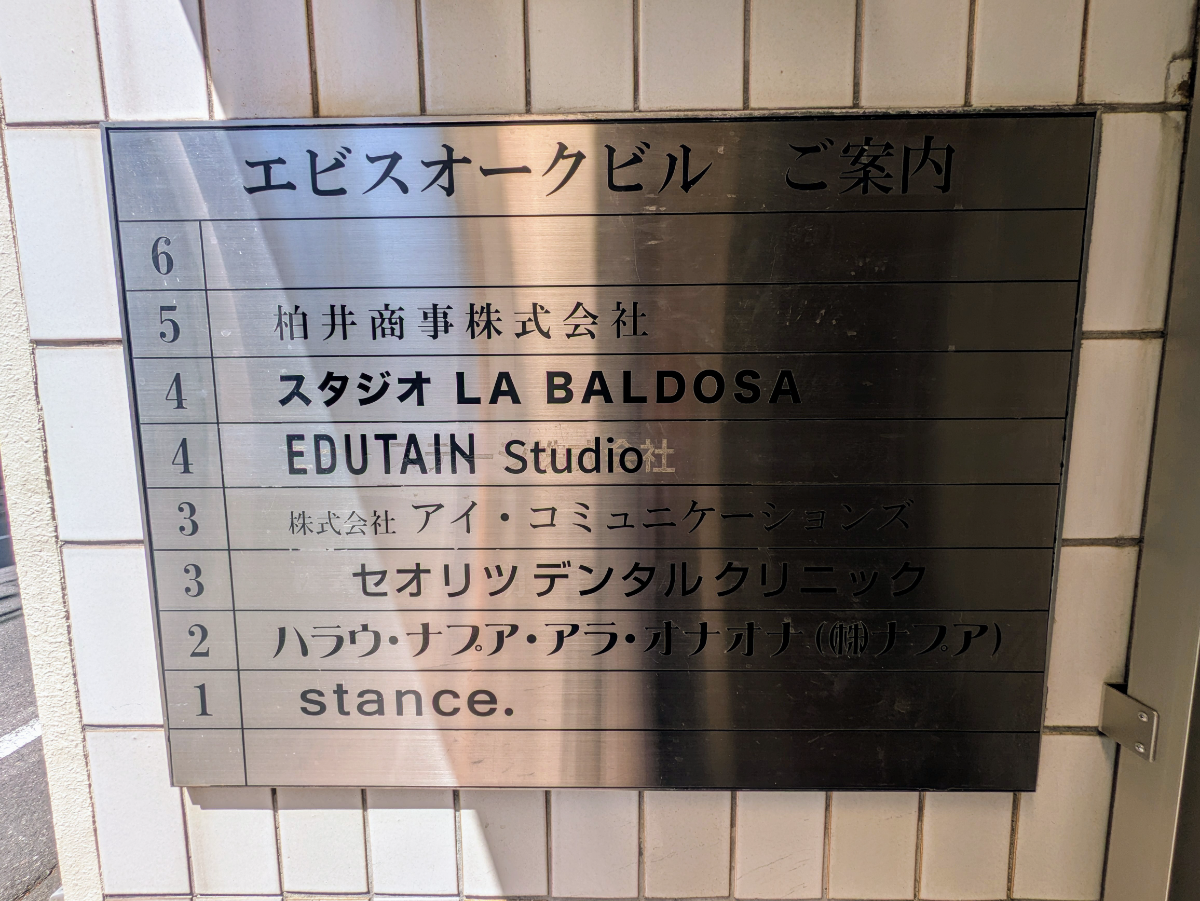 エビスオークビル ご案内
6
5 柏井商事株式会社
4 スタジオ LA BALDOSA
4 EDUTAIN Studio
3 株式会社 アイ・コミュニケーションズ
3 セオリツ デンタルクリニック
2 ハラウ・ナプア・アラ・オナオナ(㈱ナプア)
1 stance.